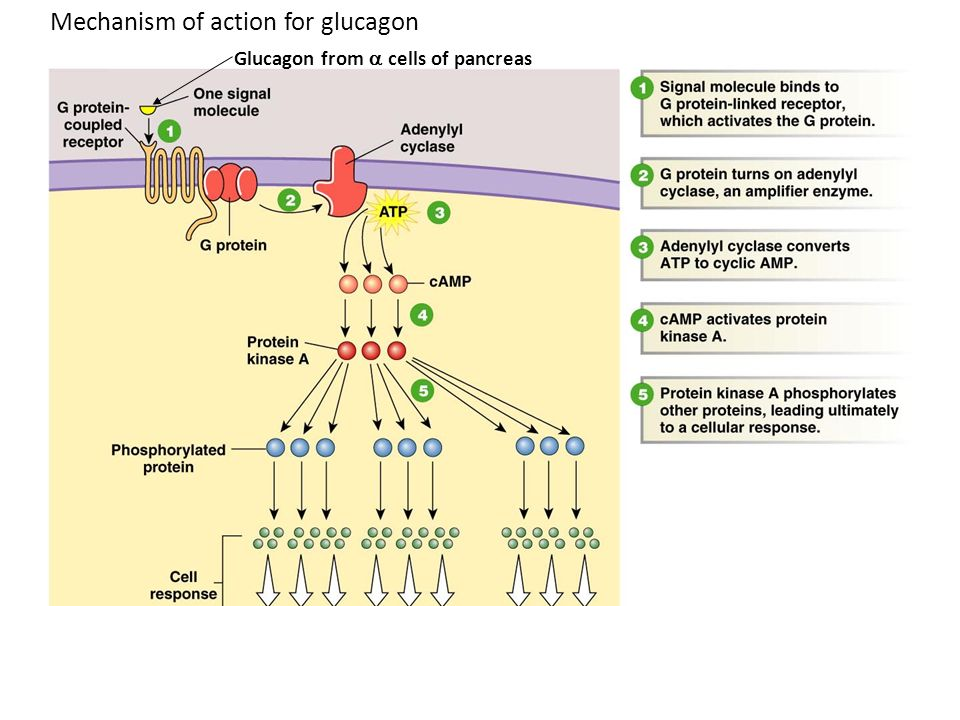 Mechanism of action for glucagon
Glucagon from α cells of pancreas
One signal
molecule
G protein-
coupled
receptor
1
Adenylyl
cyclase
2
ATP
3
G protein
cAMP
4
Protein
kinase A
5
Phosphorylated
protein
Cell
response
1 Signal molecule binds to
G protein-linked receptor,
which activates the G protein.
2 G protein turns on adenylyl
cyclase, an amplifier enzyme.
3 Adenylyl cyclase converts
ATP to cyclic AMP.
4 cAMP activates protein
kinase A.
5 Protein kinase A phosphorylates
other proteins, leading ultimately
to a cellular response.